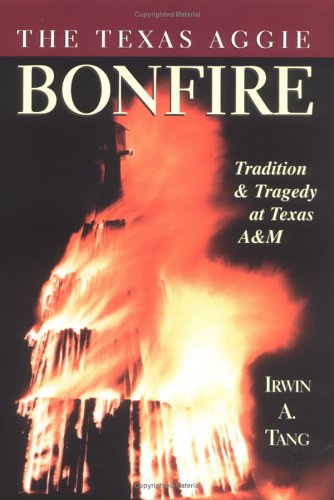 THE TEXAS AGGIE
BONFIRE
Tradition
& Tragedy
at Texas
A&M
IRWIN
A.
TANG